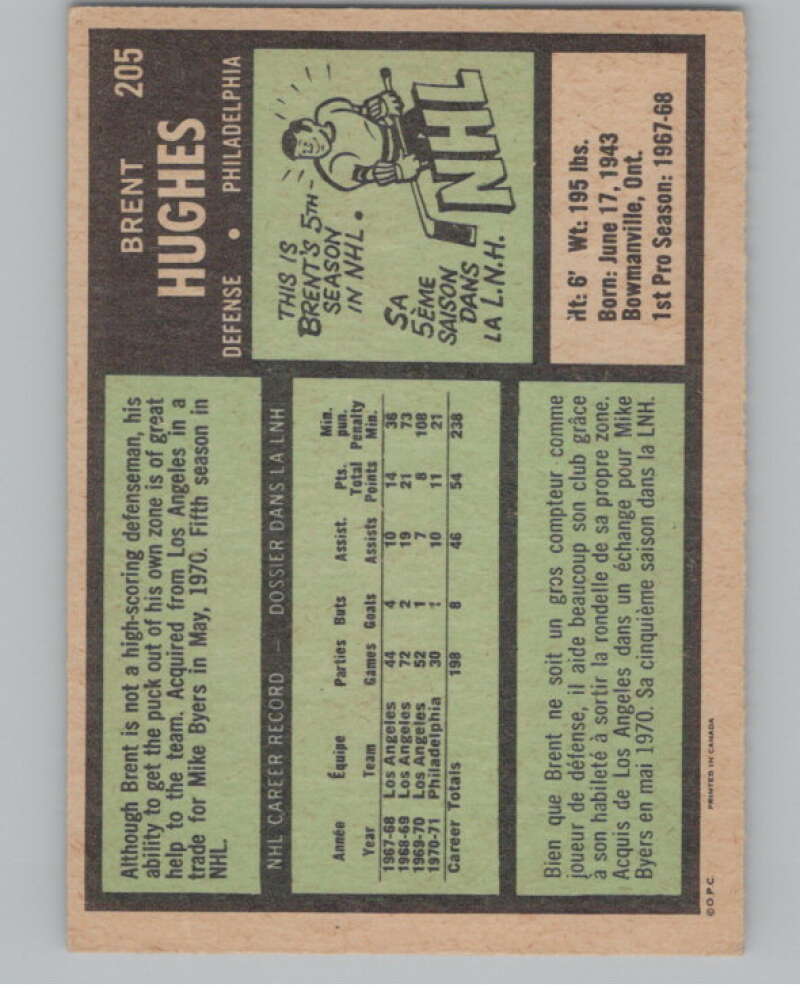 205
BRENT
HUGHES
DEFENSE • PHILADELPHIA
Although Brent is not a high-scoring defenseman, his
ability to get the puck out of his own zone is of great
help to the team. Acquired from Los Angeles in a
trade for Mike Byers in May, 1970. Fifth season in
NHL.
THIS IS
BRENT'S 5TH
SEASON
IN NHL.
SA
5ÈME
SAISON
DANS
LA L.N.H.
NHL
Ht: 6' Wt: 195 lbs.
Born: June 17, 1943
Bowmanville, Ont.
1st Pro Season: 1967-68
NHL CAREER RECORD — DOSSIER DANS LA LNH
Année Équipe Parties Buts Assist. Pts. Min. pun.
Year Team Games Goals Assists Total Points Penalty Min.
1967-68 Los Angeles 44 4 10 14 36
1968-69 Los Angeles 72 2 19 21 73
1969-70 Los Angeles 52 1 7 8 108
1970-71 Philadelphia 30 1 10 11 21
Career Totals 198 8 46 54 238
Bien que Brent ne soit un gros compteur comme
joueur de défense, il aide beaucoup son club grâce
à son habileté à sortir la rondelle de sa propre zone.
Acquis de Los Angeles dans un échange pour Mike
Byers en mai 1970. Sa cinquième saison dans la LNH.
© O.P.C. PRINTED IN CANADA